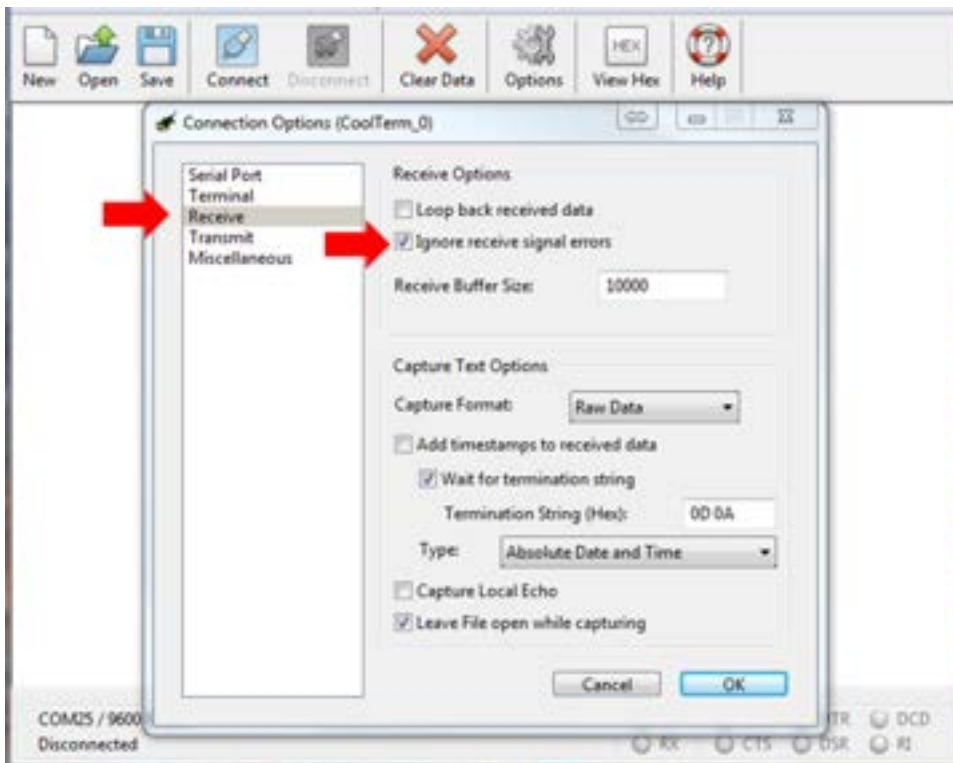 New Open Save Connect Disconnect Clear Data Options HEX View Hex Help
Connection Options (CoolTerm_0)
Serial Port
Terminal
Receive
Transmit
Miscellaneous
Receive Options
Loop back received data
Ignore receive signal errors
Receive Buffer Size: 10000
Capture Text Options
Capture Format: Raw Data
Add timestamps to received data
Wait for termination string
Termination String (Hex): 0D 0A
Type: Absolute Date and Time
Capture Local Echo
Leave File open while capturing
Cancel OK
COM25 / 9600 TR DCD
Disconnected RX CTS DSR RI